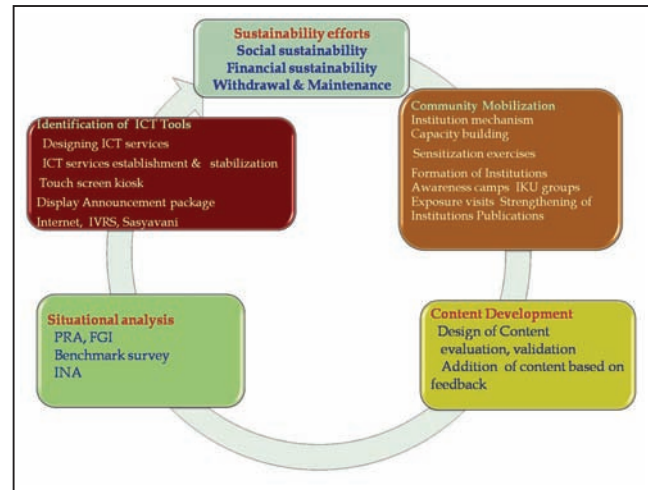 Sustainability efforts
Social sustainability
Financial sustainability
Withdrawal & Maintenance
Community Mobilization
Institution mechanism
Capacity building
Sensitization exercises
Formation of Institutions
Awareness camps IKU groups
Exposure visits Strengthening of
Institutions Publications
Content Development
Design of Content
evaluation, validation
Addition of content based on
feedback
Situational analysis
PRA, FGI
Benchmark survey
INA
Identification of ICT Tools
Designing ICT services
ICT services establishment & stabilization
Touch screen kiosk
Display Announcement package
Internet, IVRS, Sasyavani